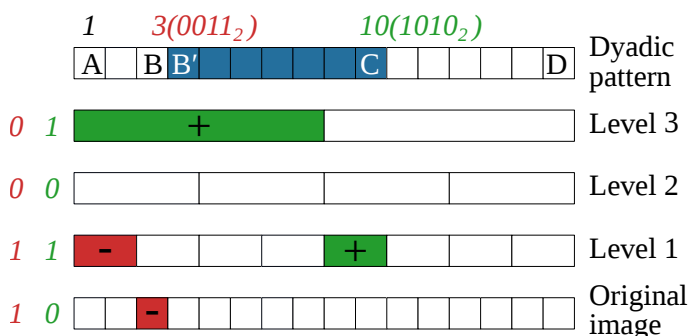 1 3(0011₂) 10(1010₂)
A B B′ C D Dyadic pattern
0 1 + Level 3
0 0 Level 2
1 1 - + Level 1
1 0 - Original image